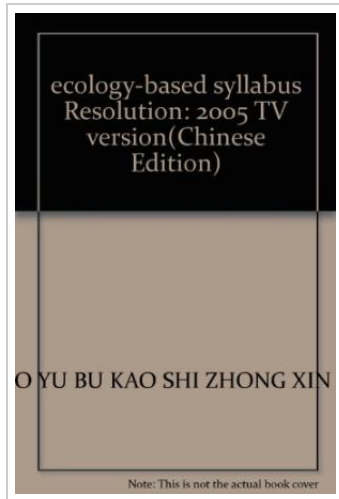 ecology-based syllabus
Resolution: 2005 TV
version(Chinese
Edition)
O YU BU KAO SHI ZHONG XIN
Note: This is not the actual book cover